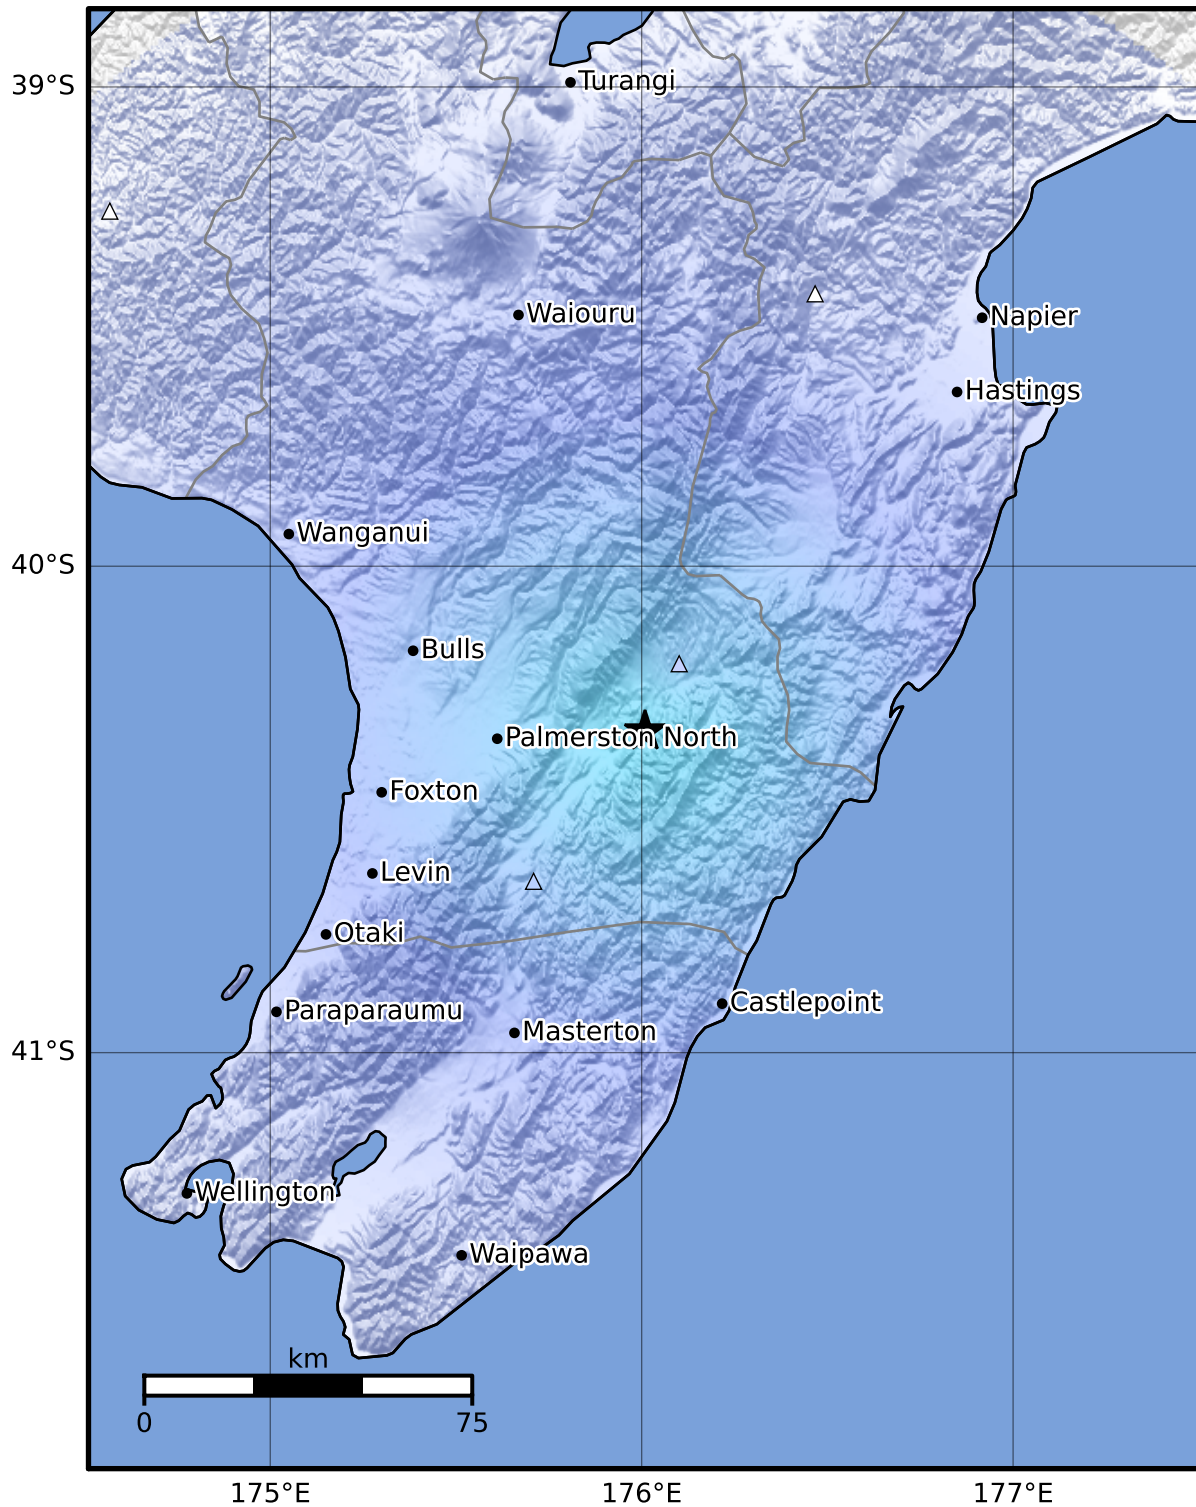 Turangi
39°S
Waiouru
Napier
Hastings
Wanganui
40°S
Bulls
Palmerston North
Foxton
Levin
Otaki
Castlepoint
Paraparaumu
Masterton
41°S
Wellington
Waipawa
km
0 75
175°E 176°E 177°E